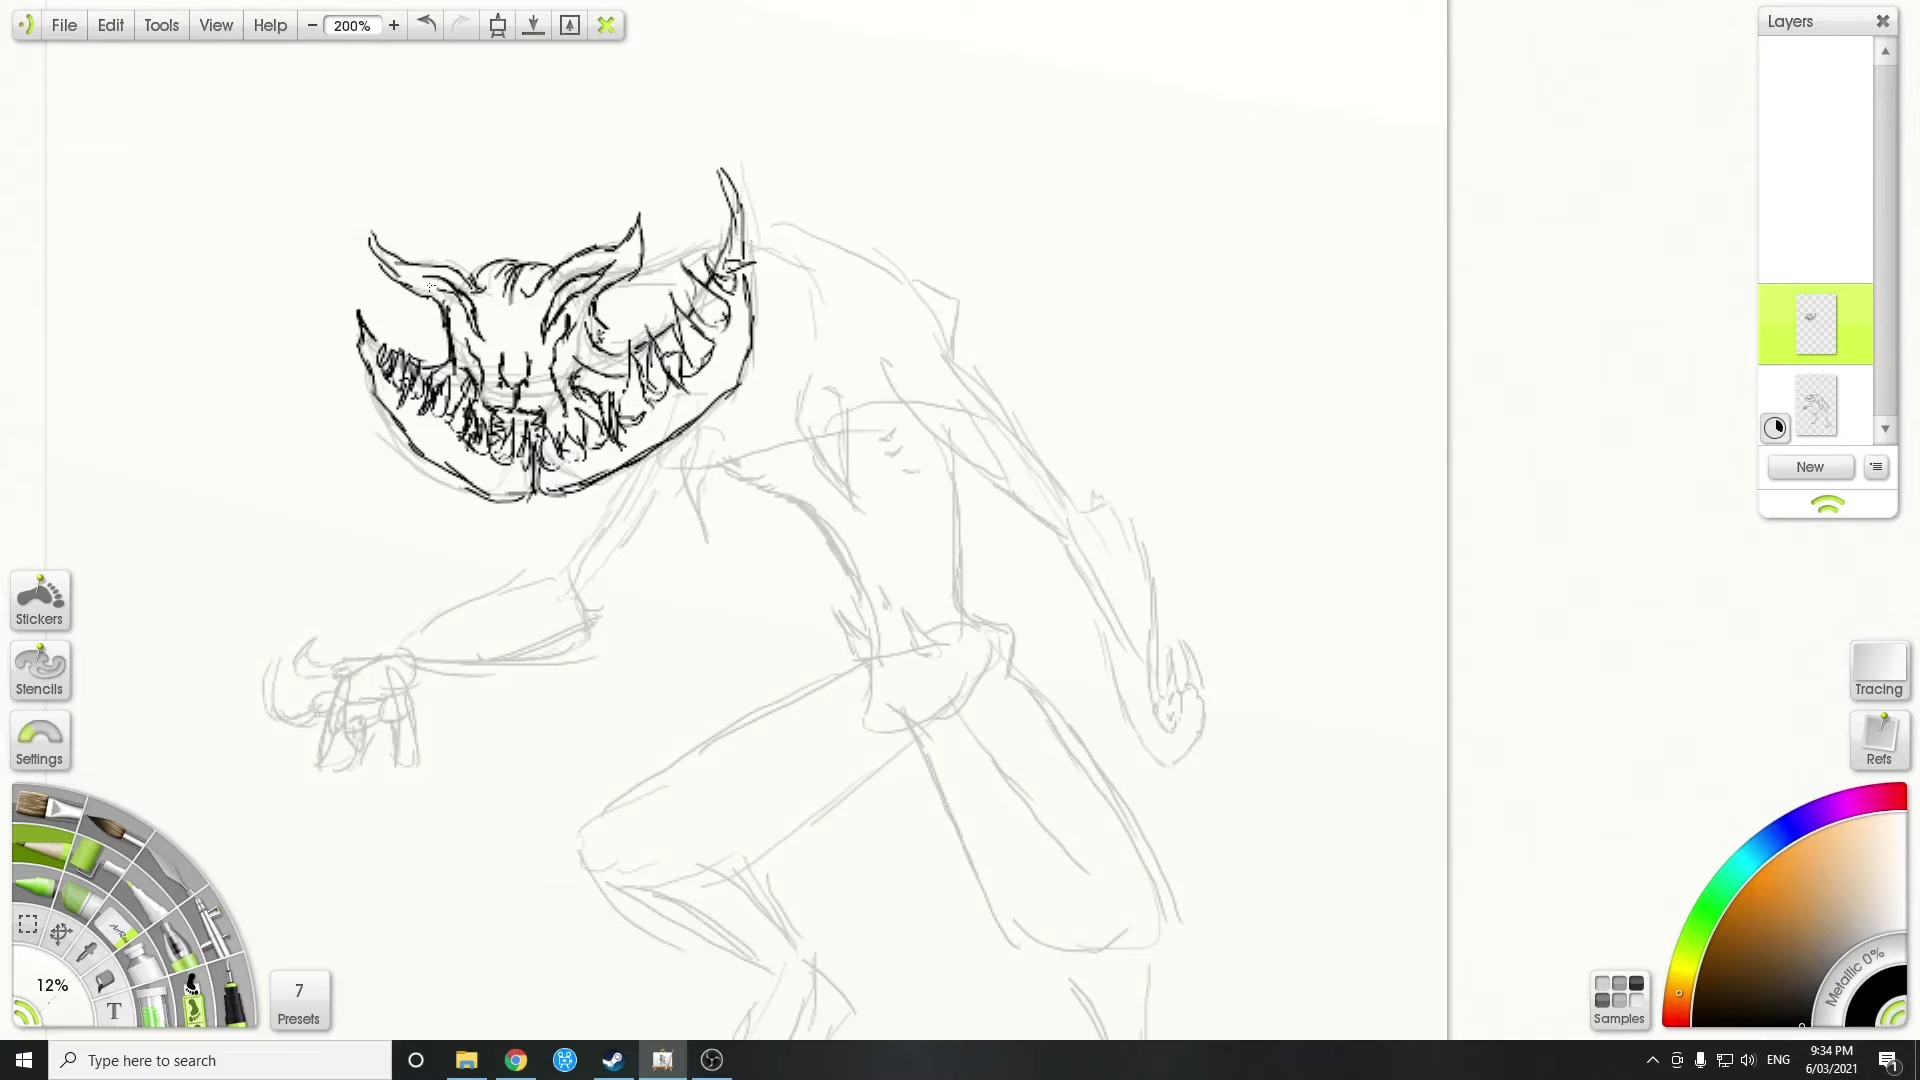 File Edit Tools View Help 200%
Layers
New
Stickers
Stencils
Settings
Tracing
Refs
12%
T
7
Presets
Samples
Metallic 0%
Type here to search
ENG
9:34 PM
6/03/2021
1